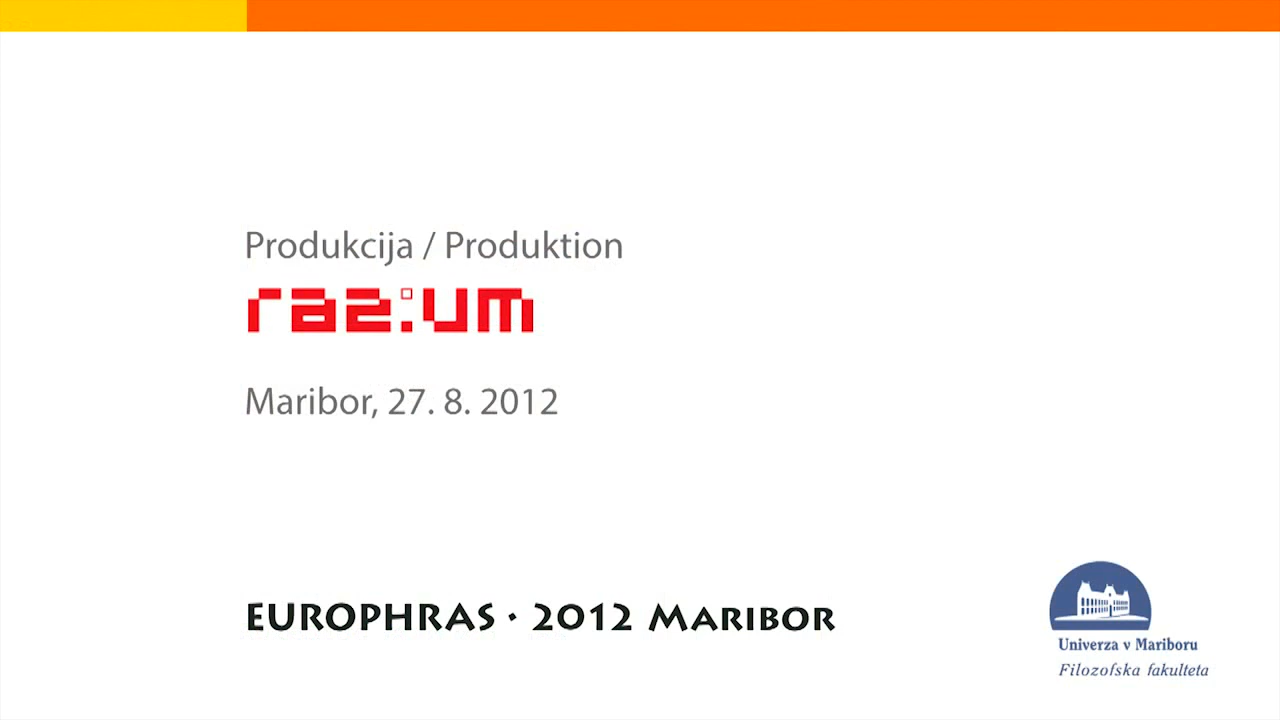 Produkcija / Produktion
raz:um
Maribor, 27. 8. 2012
EUROPHRAS · 2012 MARIBOR
Univerza v Mariboru
Filozofska fakulteta